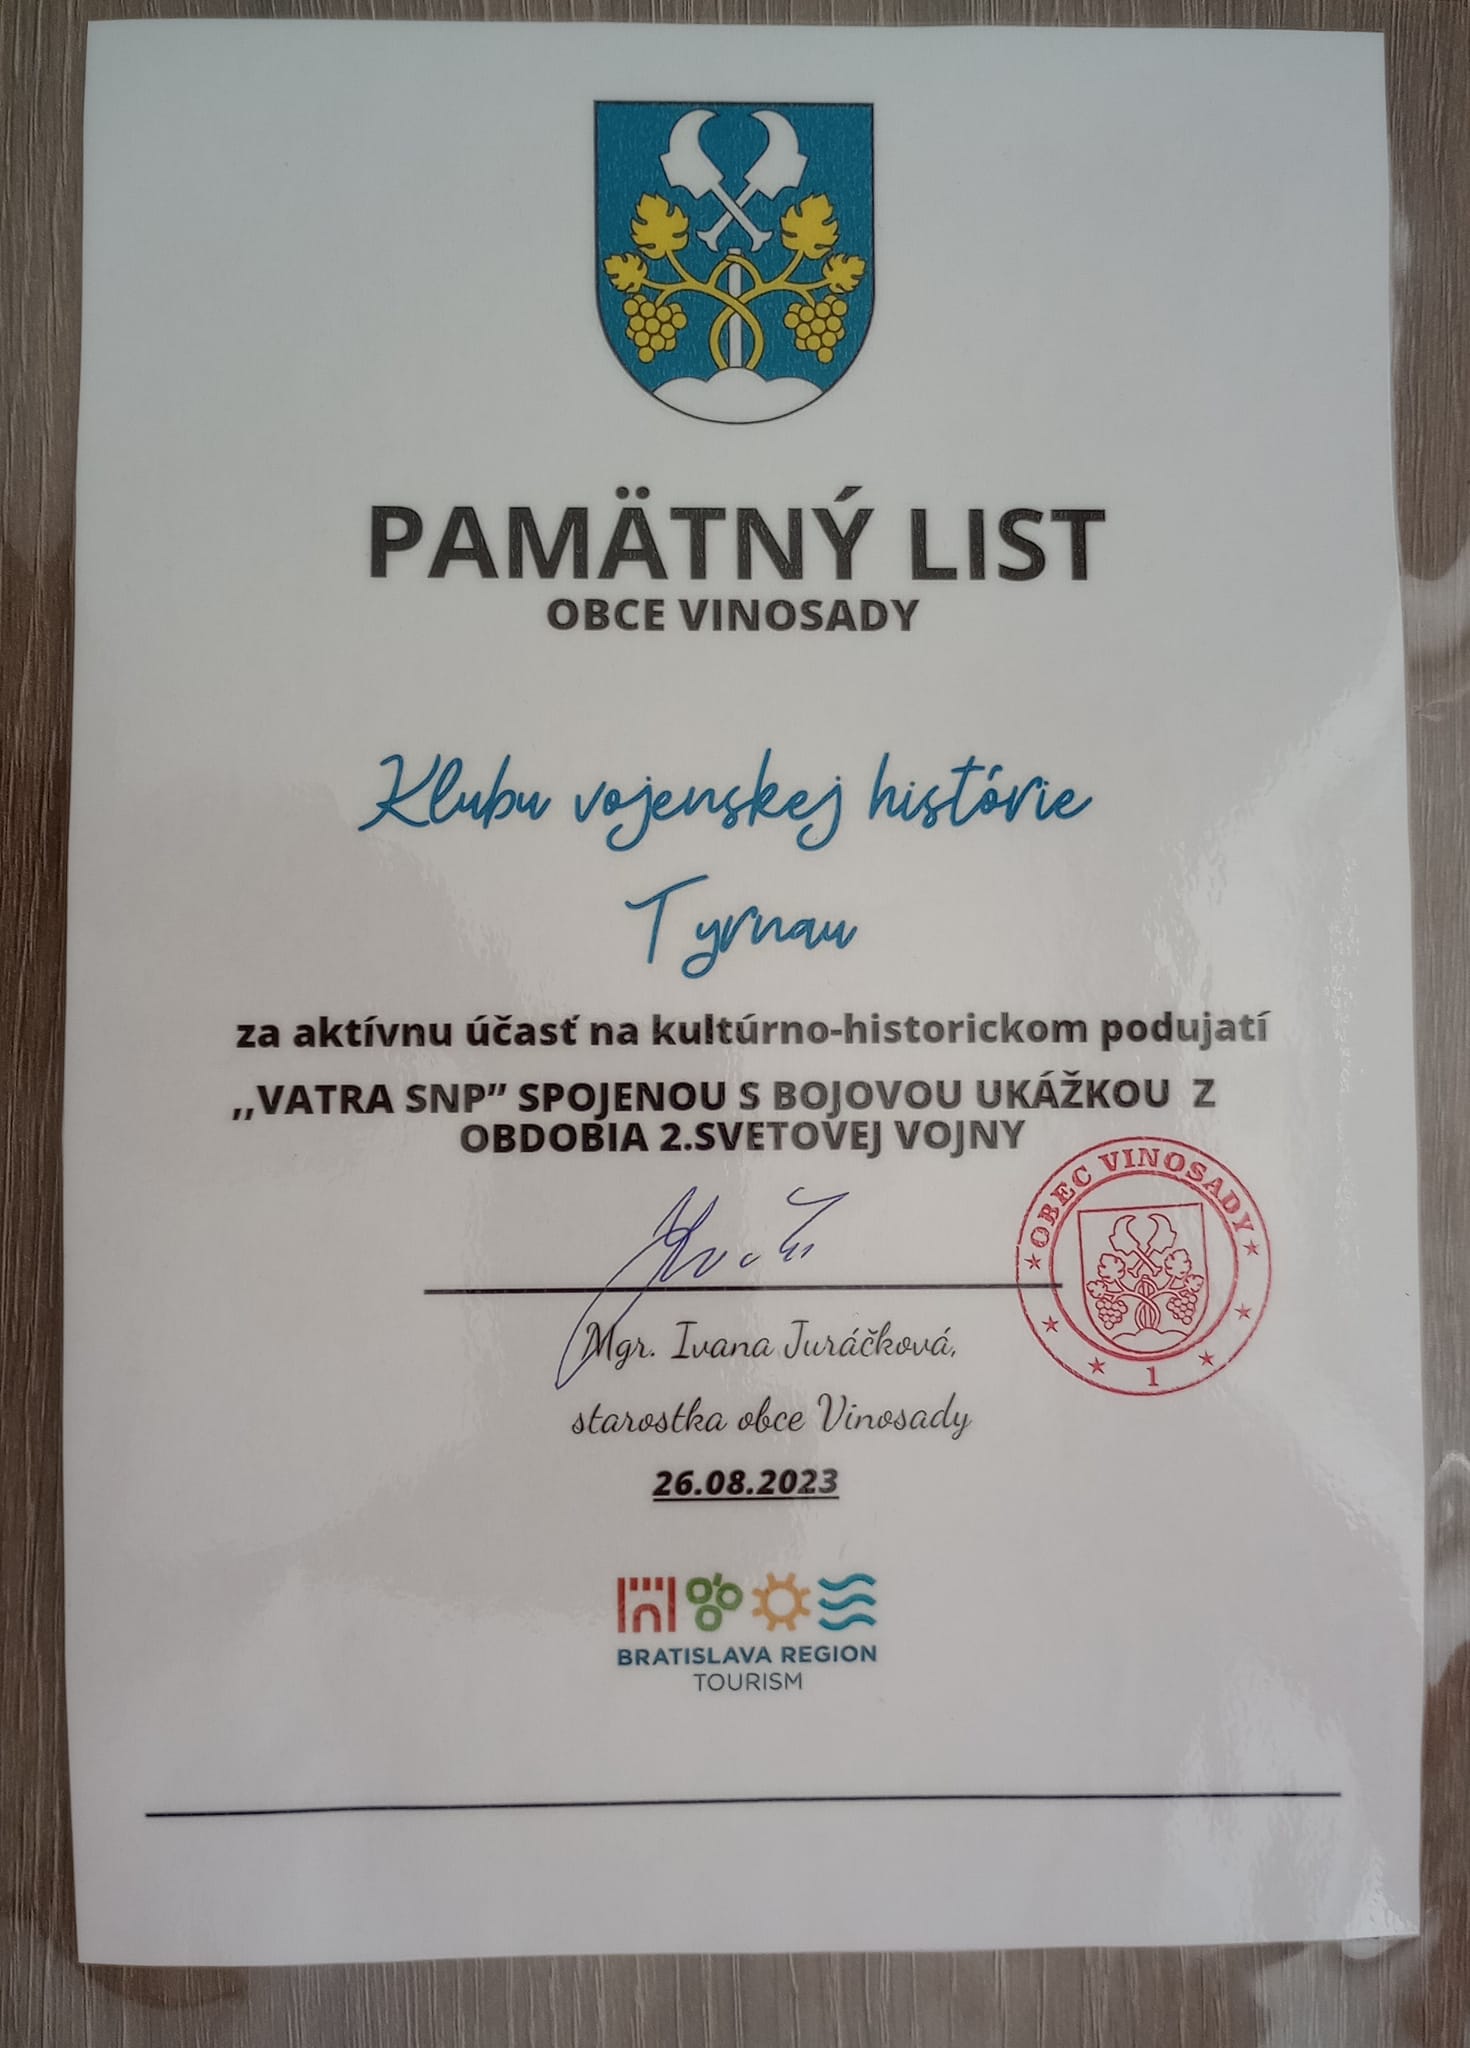 PAMÄTNÝ LIST
OBCE VINOSADY
Klubu vojenskej histórie
Tyrnau
za aktívnu účasť na kultúrno-historickom podujatí
,,VATRA SNP” SPOJENOU S BOJOVOU UKÁŽKOU Z
OBDOBIA 2.SVETOVEJ VOJNY
OBEC VINOSADY
1
Mgr. Ivana Juráčková,
starostka obce Vinosady
26.08.2023
BRATISLAVA REGION
TOURISM